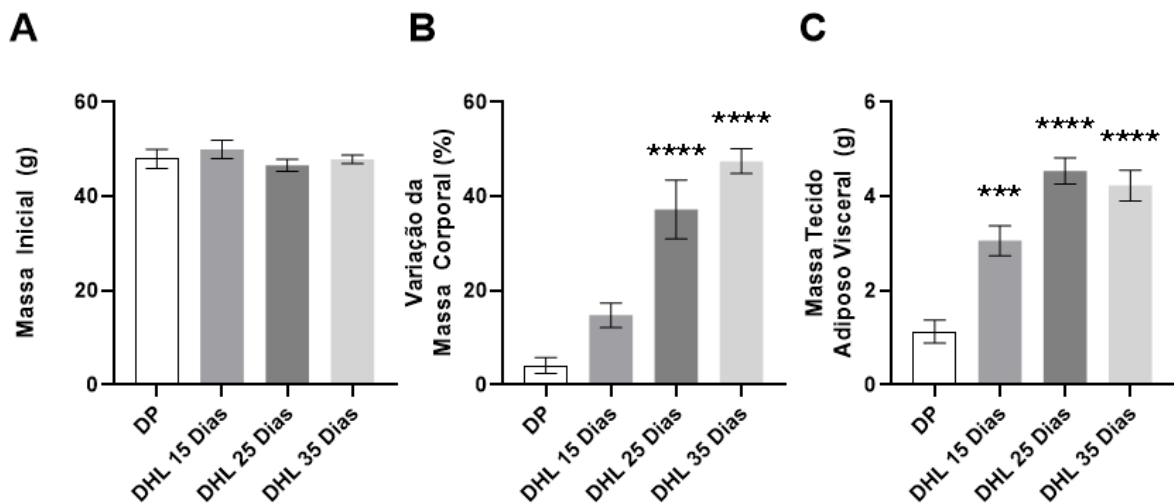 A
Massa Inicial (g)
60
40
20
0
DP
DHL 15 Dias
DHL 25 Dias
DHL 35 Dias
B
Variação da
Massa Corporal (%)
60
40
20
0
****
****
DP
DHL 15 Dias
DHL 25 Dias
DHL 35 Dias
C
Massa Tecido
Adiposo Visceral (g)
6
4
2
0
***
****
****
DP
DHL 15 Dias
DHL 25 Dias
DHL 35 Dias